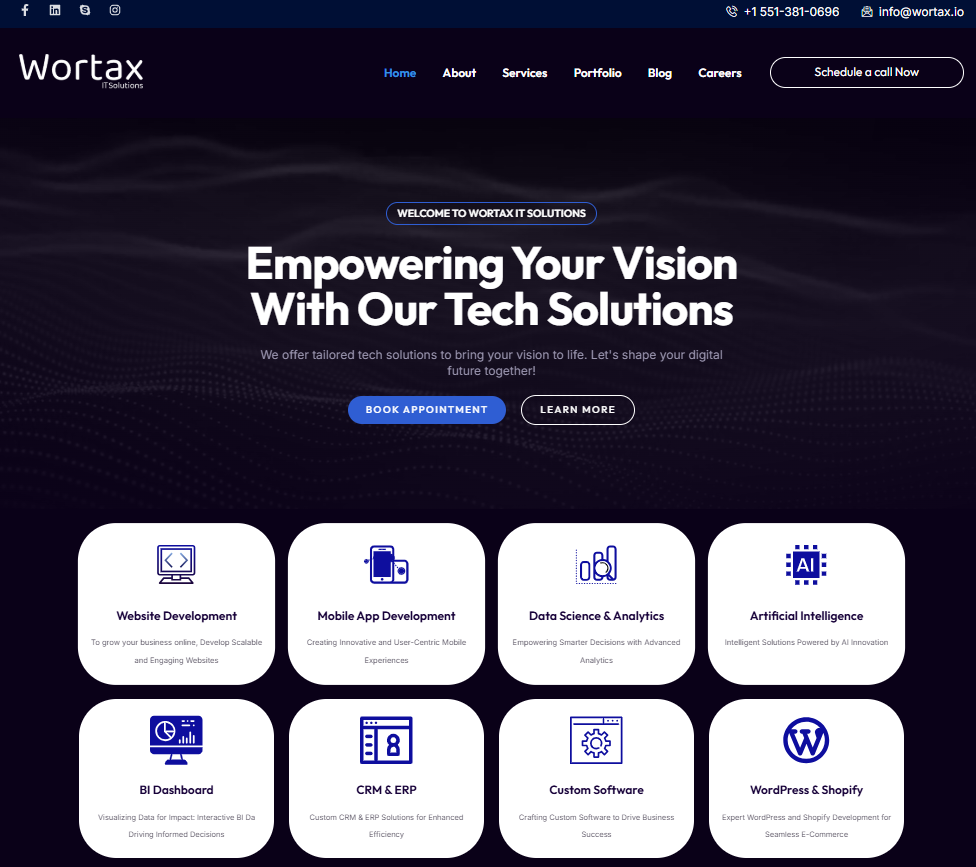 +1 551-381-0696 info@wortax.io
Wortax
ITSolutions
Home About Services Portfolio Blog Careers Schedule a call Now
WELCOME TO WORTAX IT SOLUTIONS
Empowering Your Vision
With Our Tech Solutions
We offer tailored tech solutions to bring your vision to life. Let's shape your digital
future together!
BOOK APPOINTMENT LEARN MORE
Website Development
To grow your business online, Develop Scalable
and Engaging Websites
Mobile App Development
Creating Innovative and User-Centric Mobile
Experiences
Data Science & Analytics
Empowering Smarter Decisions with Advanced
Analytics
AI
Artificial Intelligence
Intelligent Solutions Powered by AI Innovation
BI Dashboard
Visualizing Data for Impact: Interactive BI Da
Driving Informed Decisions
CRM & ERP
Custom CRM & ERP Solutions for Enhanced
Efficiency
Custom Software
Crafting Custom Software to Drive Business
Success
WordPress & Shopify
Expert WordPress and Shopify Development for
Seamless E-Commerce